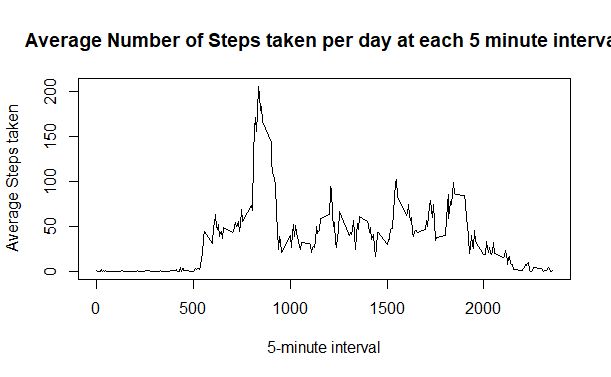 Average Number of Steps taken per day at each 5 minute interva
Average Steps taken
200
150
100
50
0
0 500 1000 1500 2000
5-minute interval